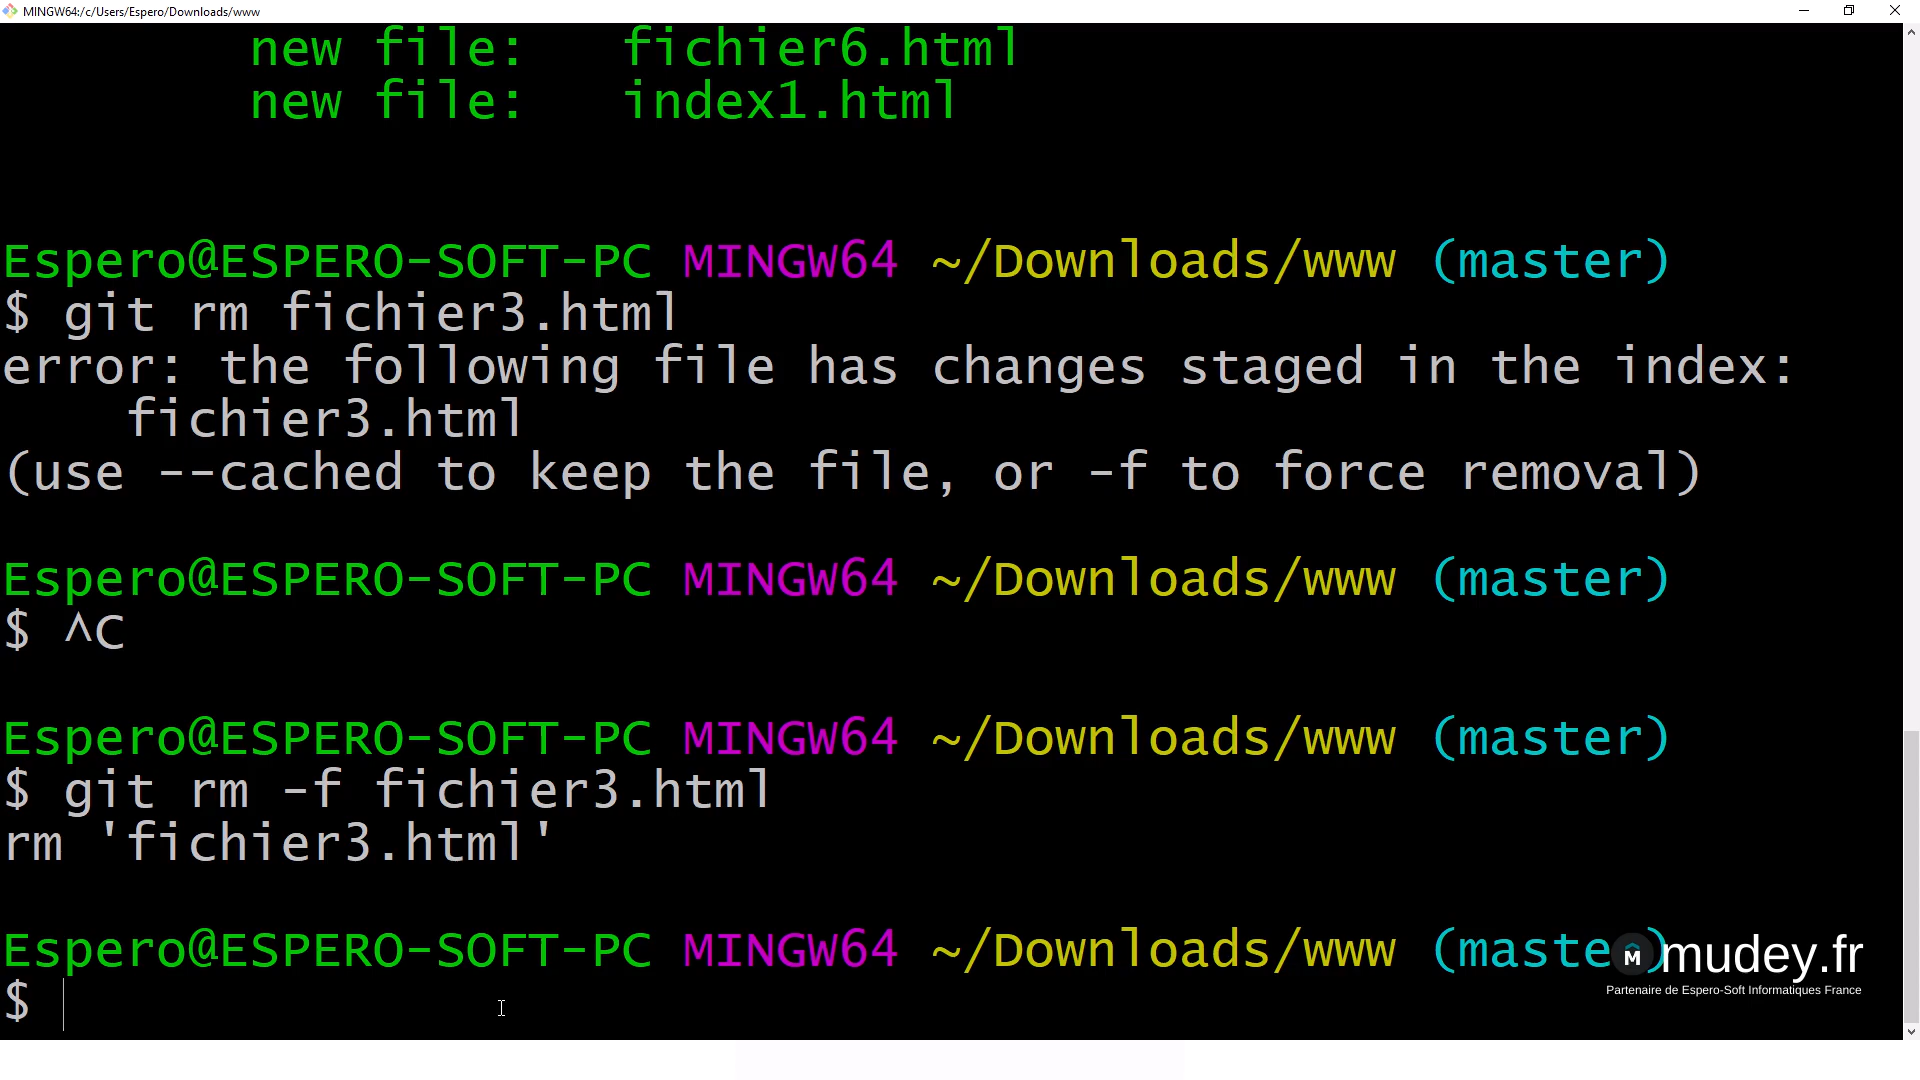 MINGW64:/c/Users/Espero/Downloads/www
new file: fichier6.html
new file: index1.html
Espero@ESPERO-SOFT-PC MINGW64 ~/Downloads/www (master)
$ git rm fichier3.html
error: the following file has changes staged in the index:
fichier3.html
(use --cached to keep the file, or -f to force removal)
Espero@ESPERO-SOFT-PC MINGW64 ~/Downloads/www (master)
$ ^C
Espero@ESPERO-SOFT-PC MINGW64 ~/Downloads/www (master)
$ git rm -f fichier3.html
rm 'fichier3.html'
Espero@ESPERO-SOFT-PC MINGW64 ~/Downloads/www (master)
$
M mudey.fr
Partenaire de Espero-Soft Informatiques France